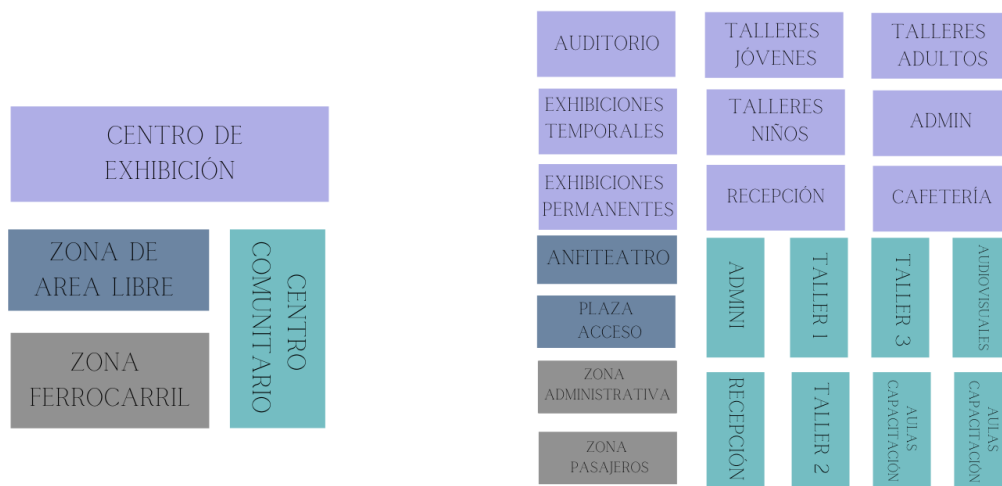 CENTRO DE
EXHIBICIÓN
ZONA DE
AREA LIBRE
CENTRO
COMUNITARIO
ZONA
FERROCARRIL
AUDITORIO
TALLERES
JÓVENES
TALLERES
ADULTOS
EXHIBICIONES
TEMPORALES
TALLERES
NIÑOS
ADMIN
EXHIBICIONES
PERMANENTES
RECEPCIÓN
CAFETERÍA
ANFITEATRO
PLAZA
ACCESO
ADMINI
TALLER 1
TALLER 3
AUDIOVISUALES
ZONA
ADMINISTRATIVA
ZONA
PASAJEROS
RECEPCIÓN
TALLER 2
AULAS
CAPACITACIÓN
AULAS
CAPACITACIÓN